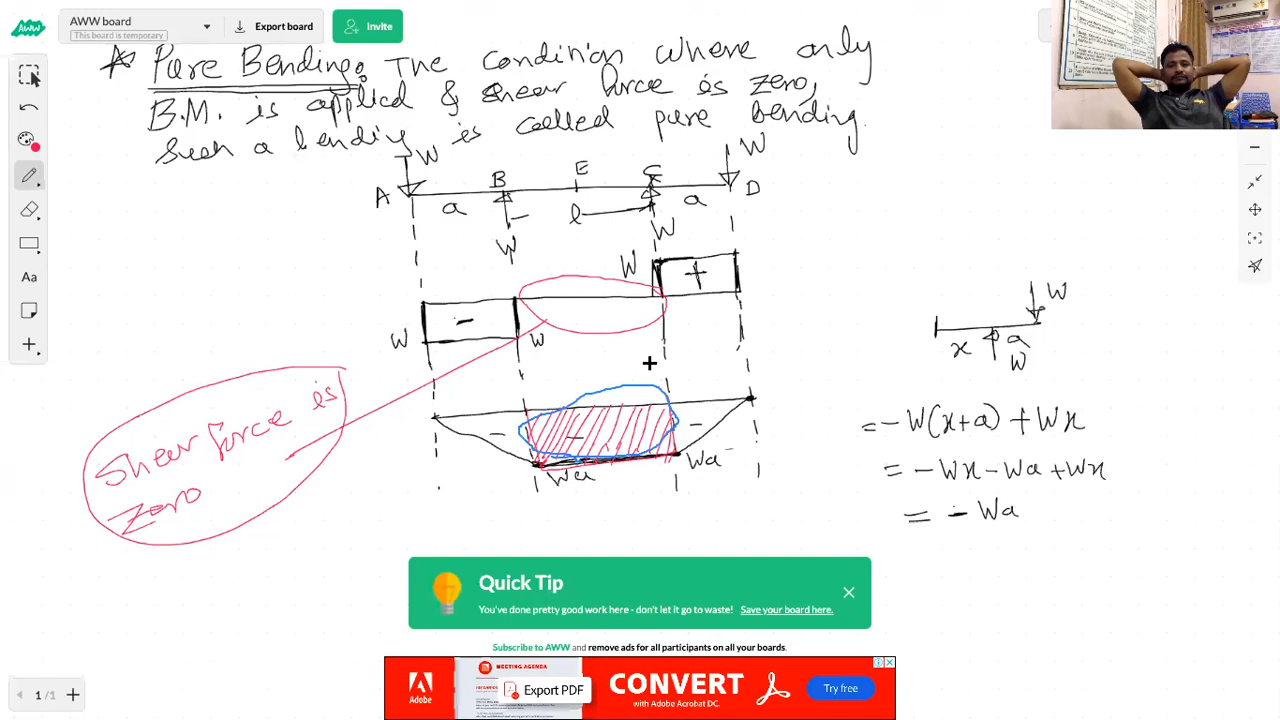 AWW
AWW board
This board is temporary
Export board
Invite
Pure Bending: The Condition where only
B.M. is applied & shear force is zero,
Such a bending is called pure bending.
W
W
A
B
E
C
D
a
l
a
W
W
W
+
-
W
W
W
x
a
W
Shear force is
zero
-
-
-
Wa
Wa
= -W(x+a) + Wx
= -Wx - Wa + Wx
= - Wa
Aa
Quick Tip
You've done pretty good work here - don't let it go to waste! Save your board here.
Subscribe to AWW and remove ads for all participants on all your boards.
Adobe
MEETING AGENDA
Export PDF
CONVERT
with Adobe Acrobat DC.
Try free
1/1